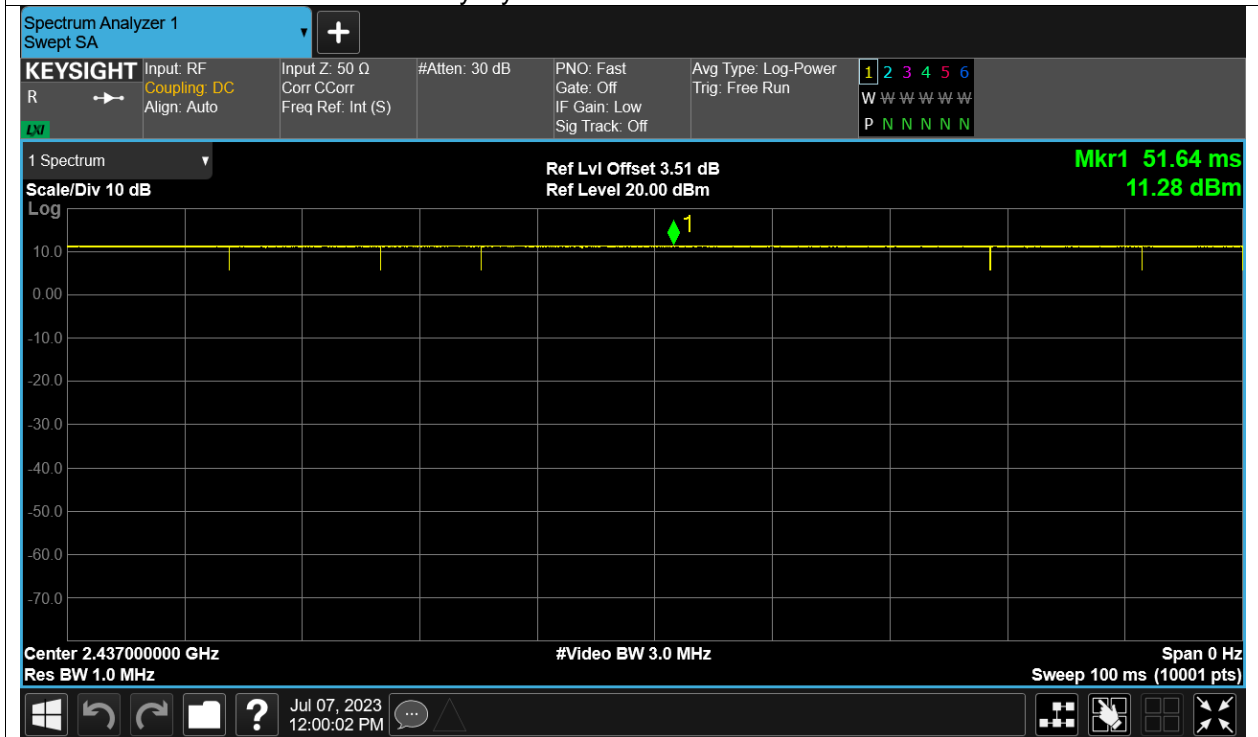 Spectrum Analyzer 1
Swept SA
+
KEYSIGHT Input: RF Input Z: 50 Ω #Atten: 30 dB PNO: Fast Avg Type: Log-Power 1 2 3 4 5 6
R Coupling: DC Corr CCorr Gate: Off Trig: Free Run W W W W W W
Align: Auto Freq Ref: Int (S) IF Gain: Low
LXI Sig Track: Off P N N N N N
1 Spectrum Ref Lvl Offset 3.51 dB Mkr1 51.64 ms
Scale/Div 10 dB Ref Level 20.00 dBm 11.28 dBm
Log
1
10.0
0.00
-10.0
-20.0
-30.0
-40.0
-50.0
-60.0
-70.0
Center 2.437000000 GHz #Video BW 3.0 MHz Span 0 Hz
Res BW 1.0 MHz Sweep 100 ms (10001 pts)
? Jul 07, 2023
12:00:02 PM